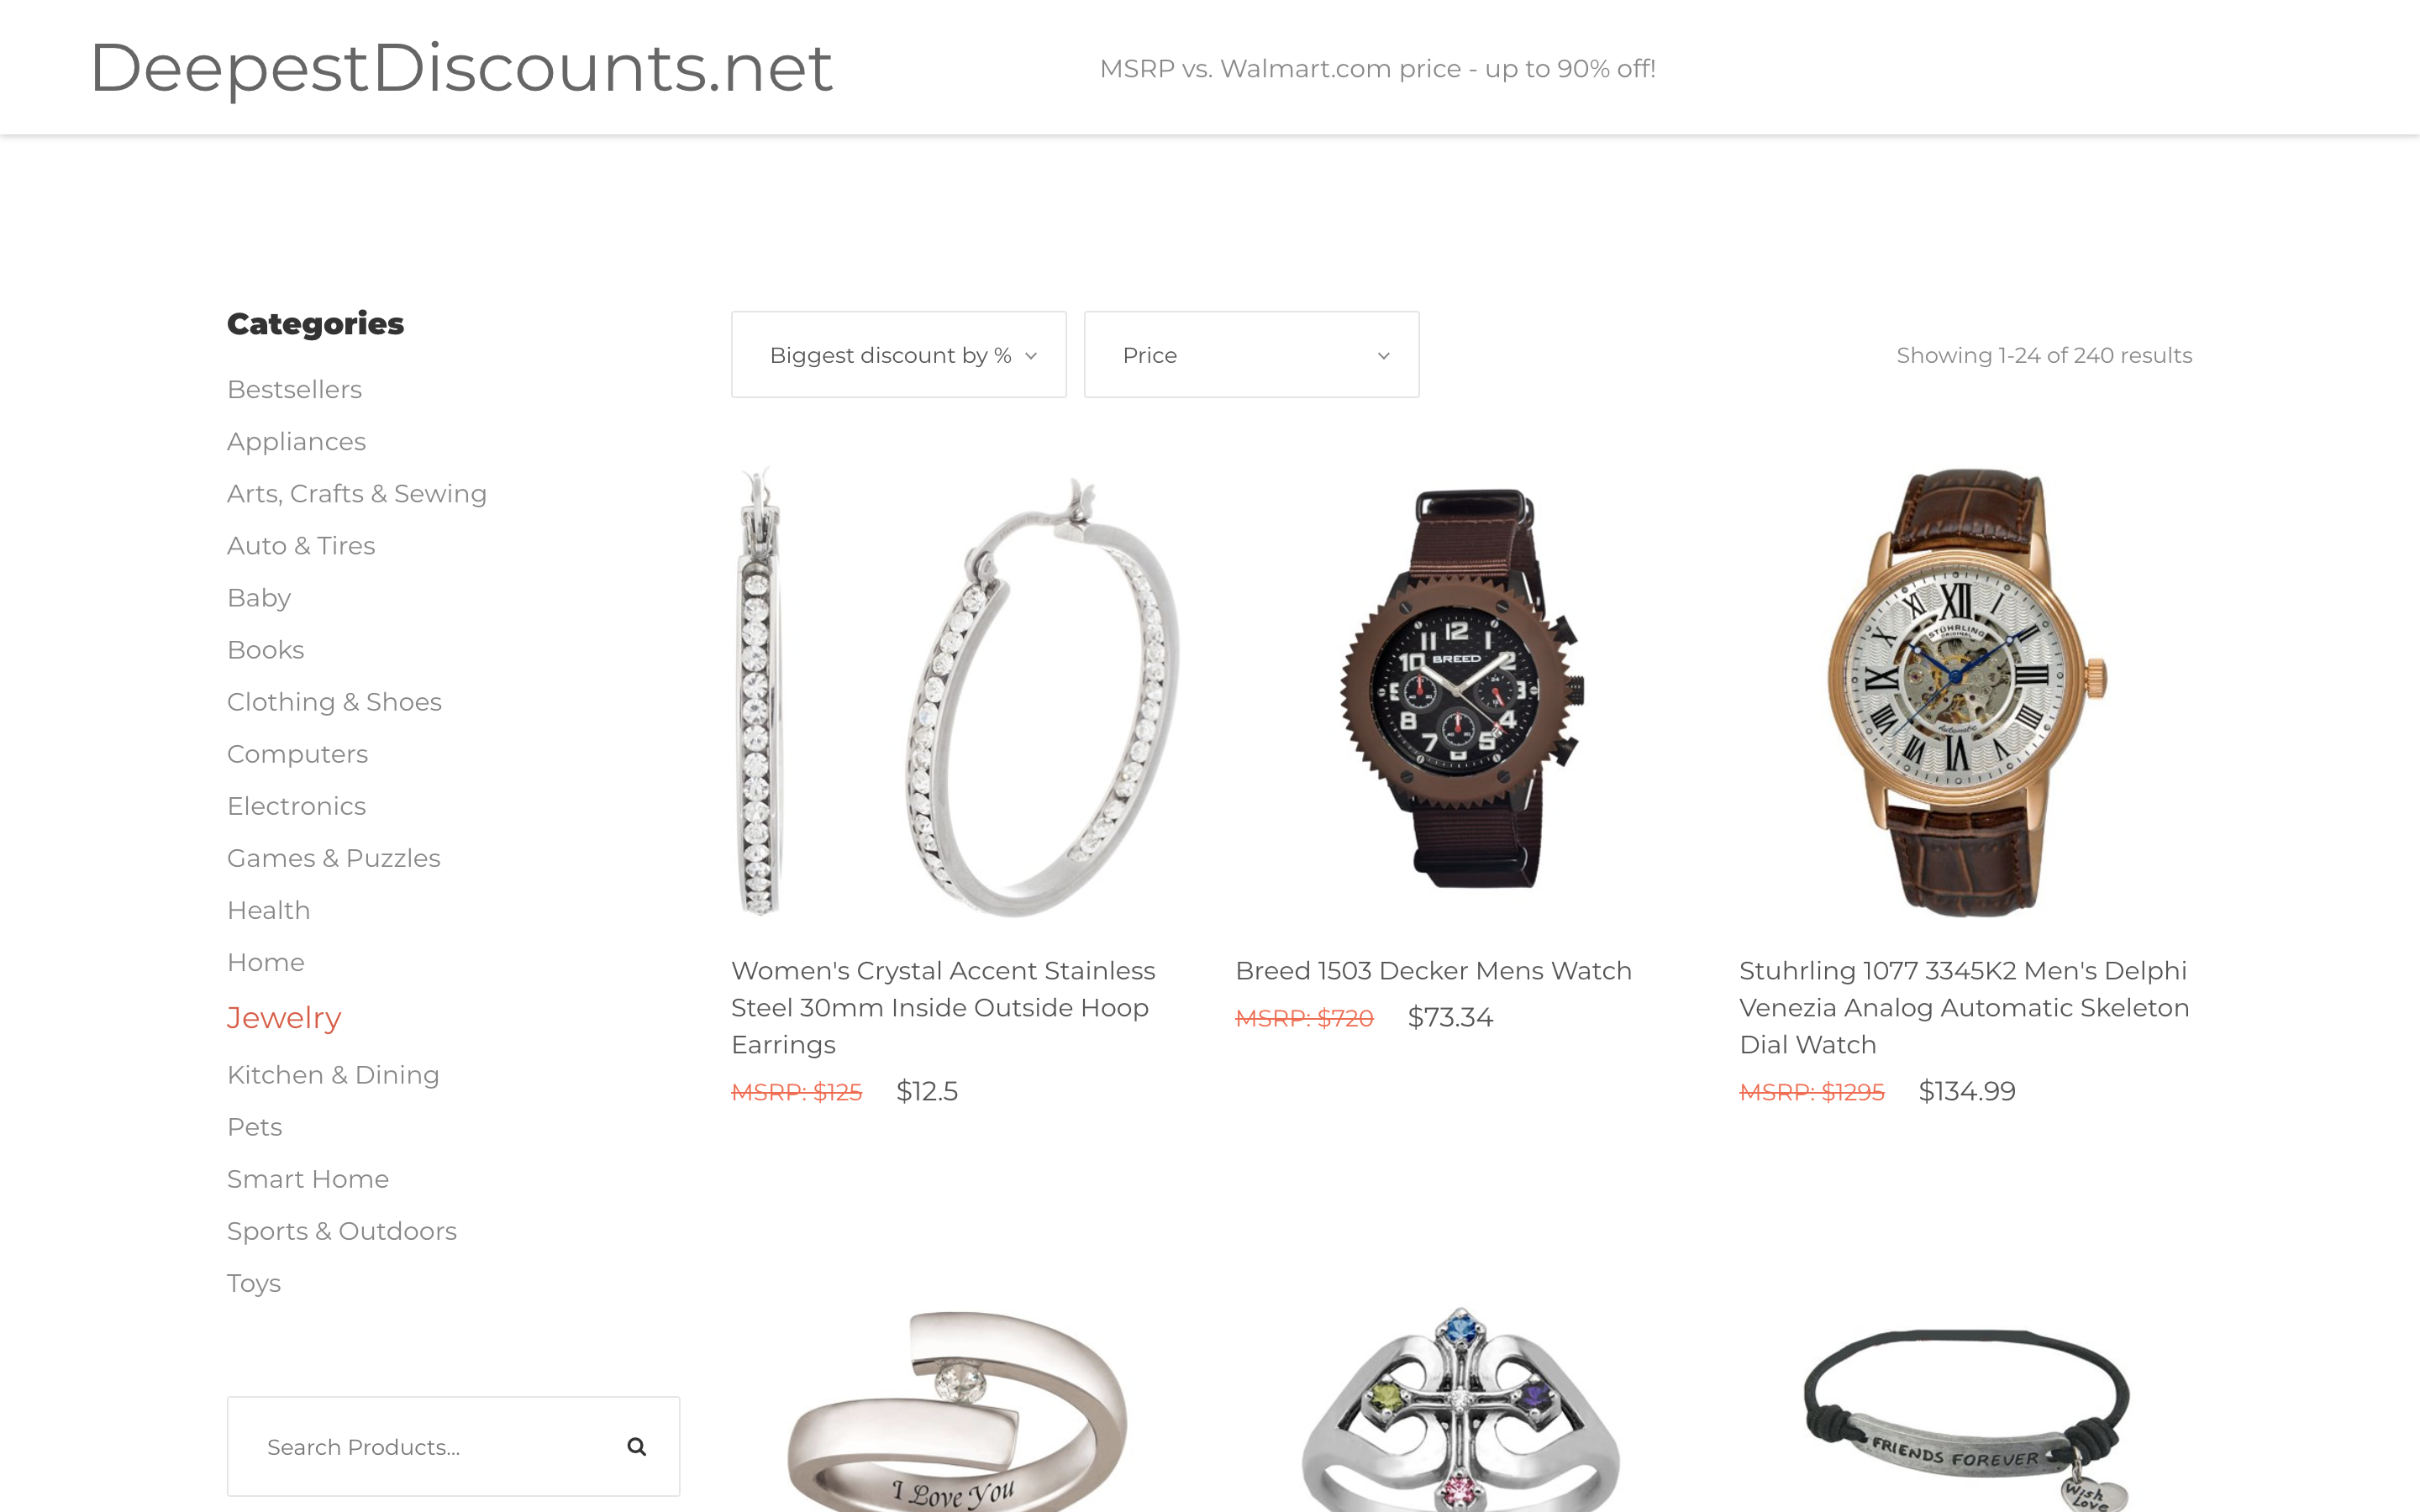 DeepestDiscounts.net
MSRP vs. Walmart.com price - up to 90% off!
Categories
Bestsellers
Appliances
Arts, Crafts & Sewing
Auto & Tires
Baby
Books
Clothing & Shoes
Computers
Electronics
Games & Puzzles
Health
Home
Jewelry
Kitchen & Dining
Pets
Smart Home
Sports & Outdoors
Toys
Search Products...
Biggest discount by %
Price
Showing 1-24 of 240 results
BREED
STÜHRLING
ORIGINAL
Automatic
Women's Crystal Accent Stainless
Steel 30mm Inside Outside Hoop
Earrings
MSRP: $125 $12.5
Breed 1503 Decker Mens Watch
MSRP: $720 $73.34
Stuhrling 1077 3345K2 Men's Delphi
Venezia Analog Automatic Skeleton
Dial Watch
MSRP: $1295 $134.99
I Love You
FRIENDS FOREVER
Wish
Love